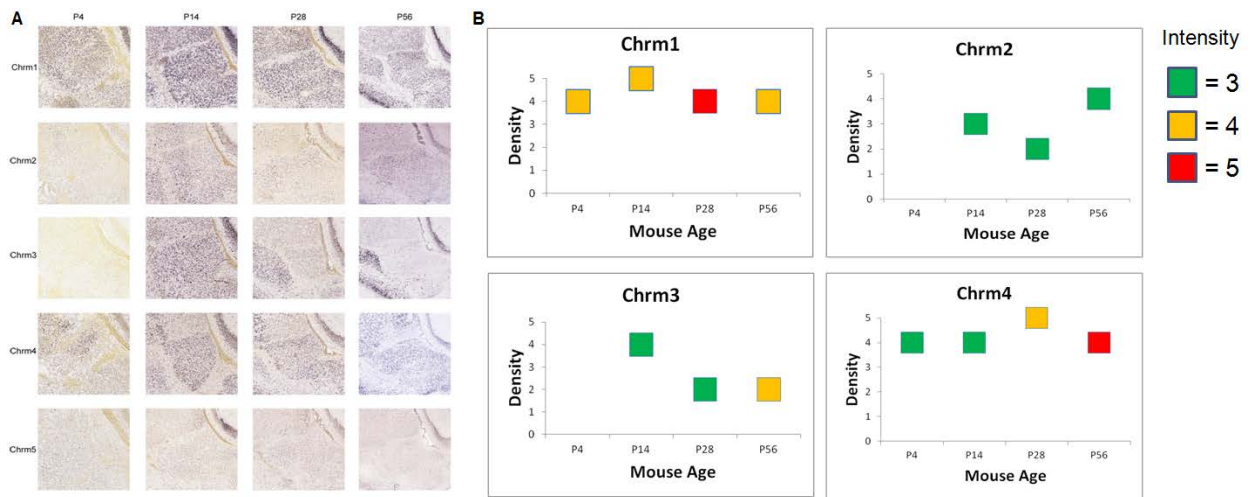 A
P4 P14 P28 P56
Chrm1
Chrm2
Chrm3
Chrm4
Chrm5
B
Chrm1
Density
5
4
3
2
1
0
P4 P14 P28 P56
Mouse Age
Chrm2
Density
5
4
3
2
1
0
P4 P14 P28 P56
Mouse Age
Intensity
= 3
= 4
= 5
Chrm3
Density
5
4
3
2
1
0
P4 P14 P28 P56
Mouse Age
Chrm4
Density
5
4
3
2
1
0
P4 P14 P28 P56
Mouse Age